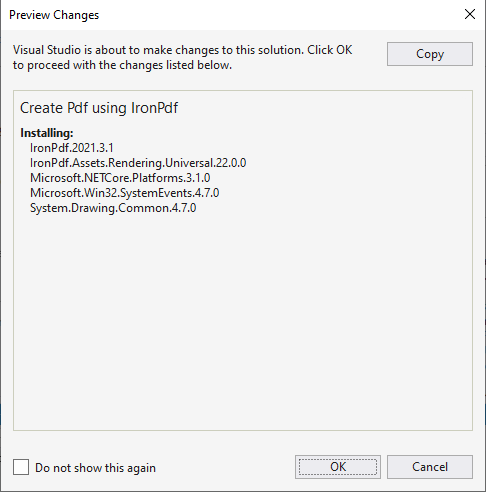 Preview Changes
Visual Studio is about to make changes to this solution. Click OK
to proceed with the changes listed below.
Copy
Create Pdf using IronPdf
Installing:
IronPdf.2021.3.1
IronPdf.Assets.Rendering.Universal.22.0.0
Microsoft.NETCore.Platforms.3.1.0
Microsoft.Win32.SystemEvents.4.7.0
System.Drawing.Common.4.7.0
Do not show this again
OK
Cancel